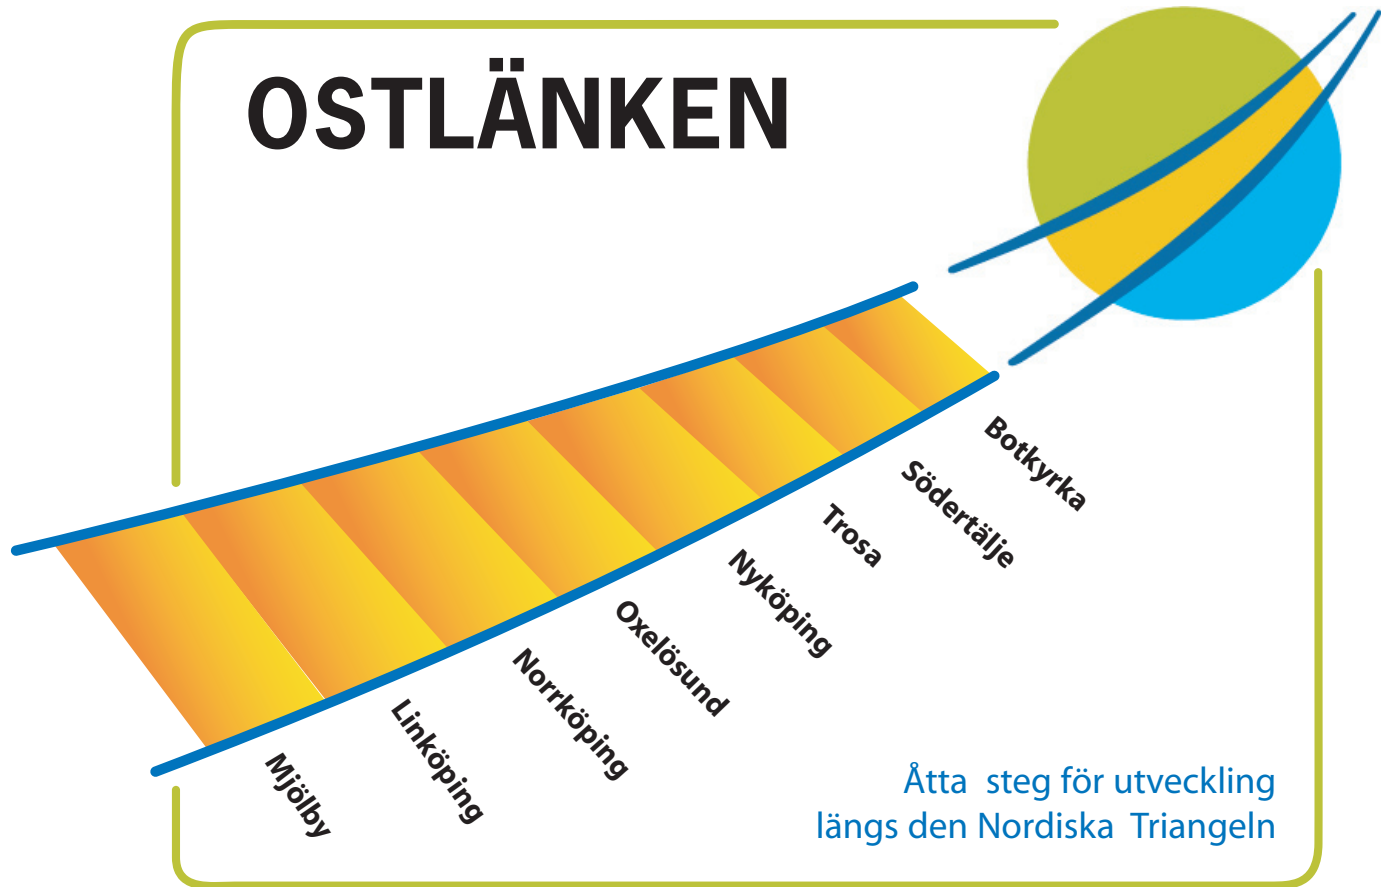 OSTLÄNKEN
Botkyrka
Södertälje
Trosa
Nyköping
Oxelösund
Norrköping
Linköping
Mjölby
Åtta steg för utveckling
längs den Nordiska Triangeln